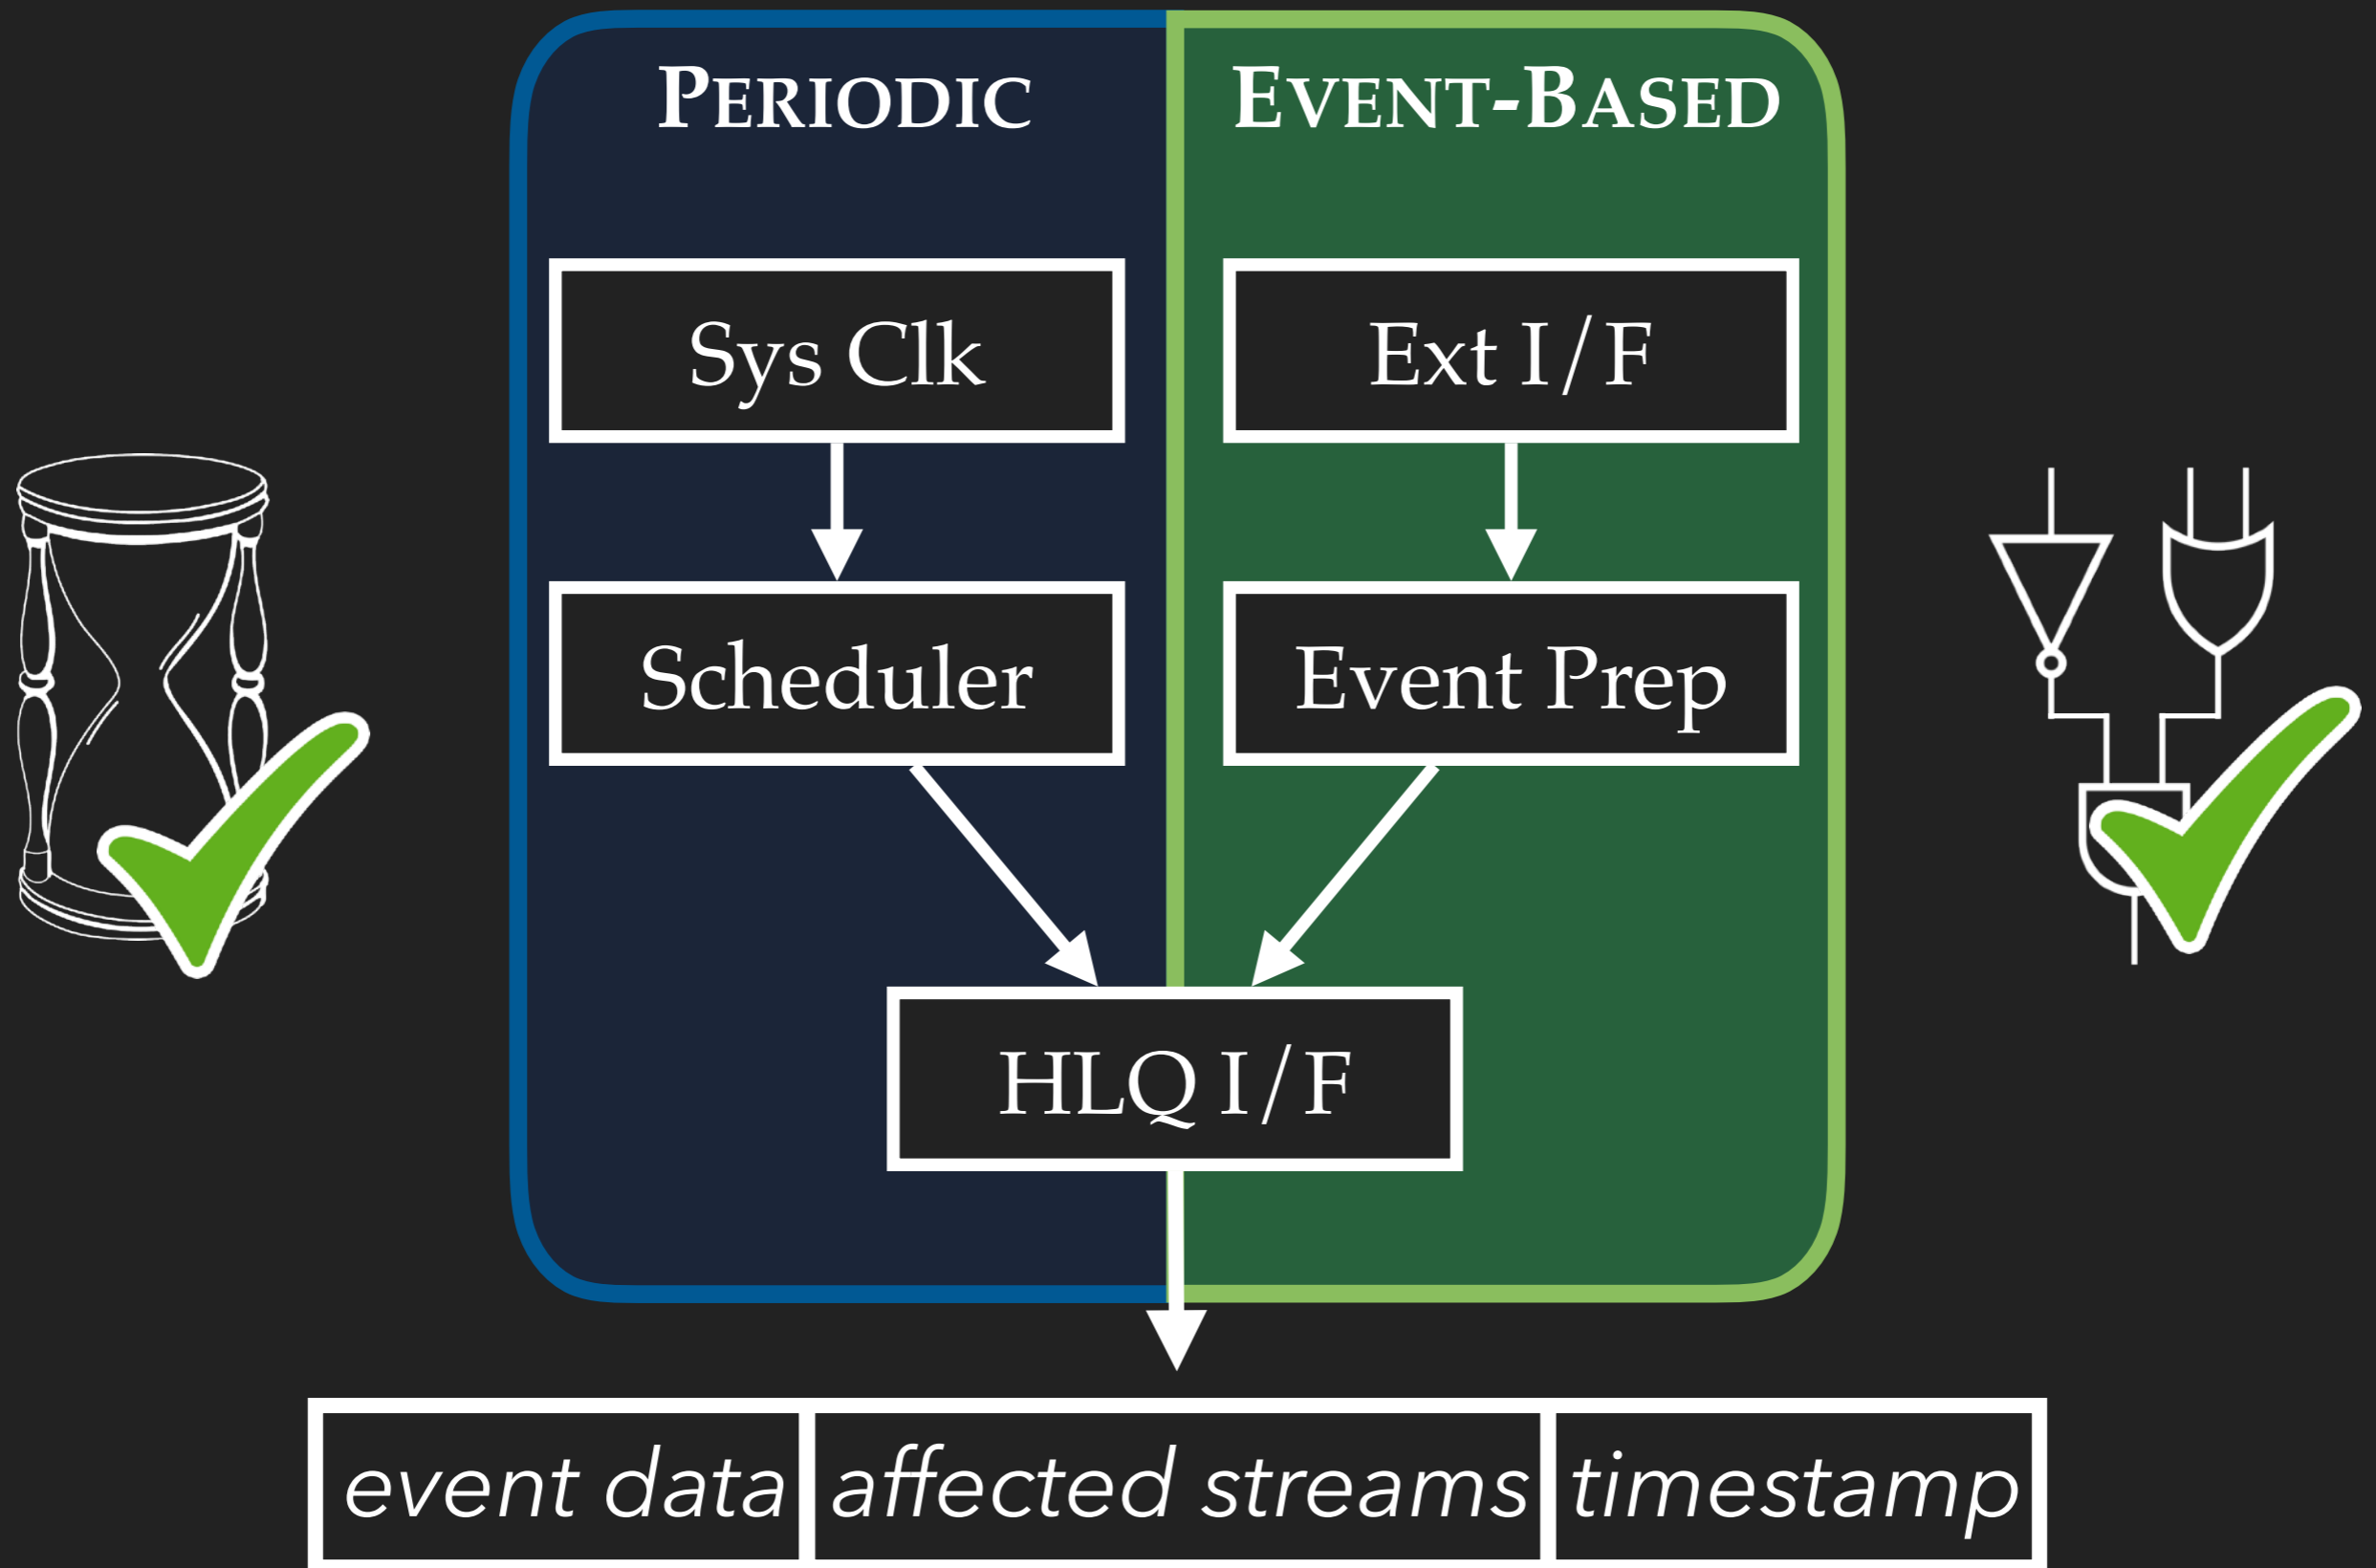 PERIODIC
EVENT-BASED
Sys Clk
Ext I/F
Scheduler
Event Prep
HLQ I/F
event data
affected streams
timestamp